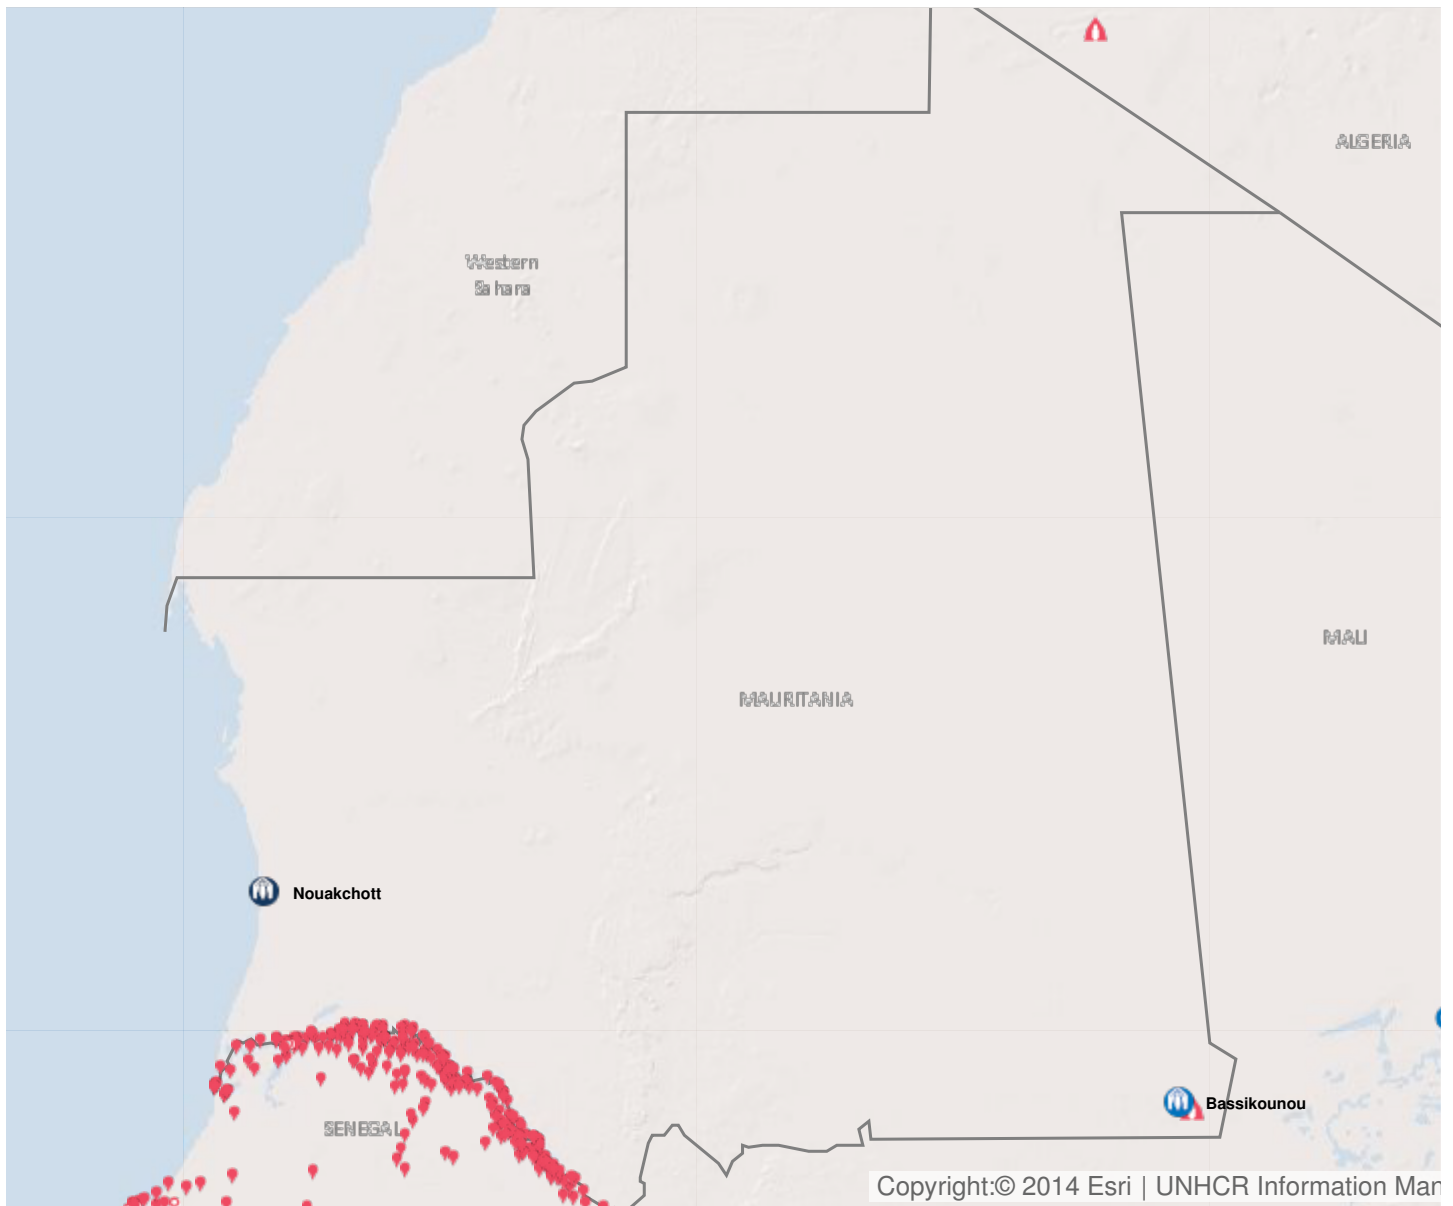 ALGERIA
Western
Sahara
MALI
MAURITANIA
Nouakchott
Bassikounou
SENEGAL
Copyright:© 2014 Esri | UNHCR Information Man